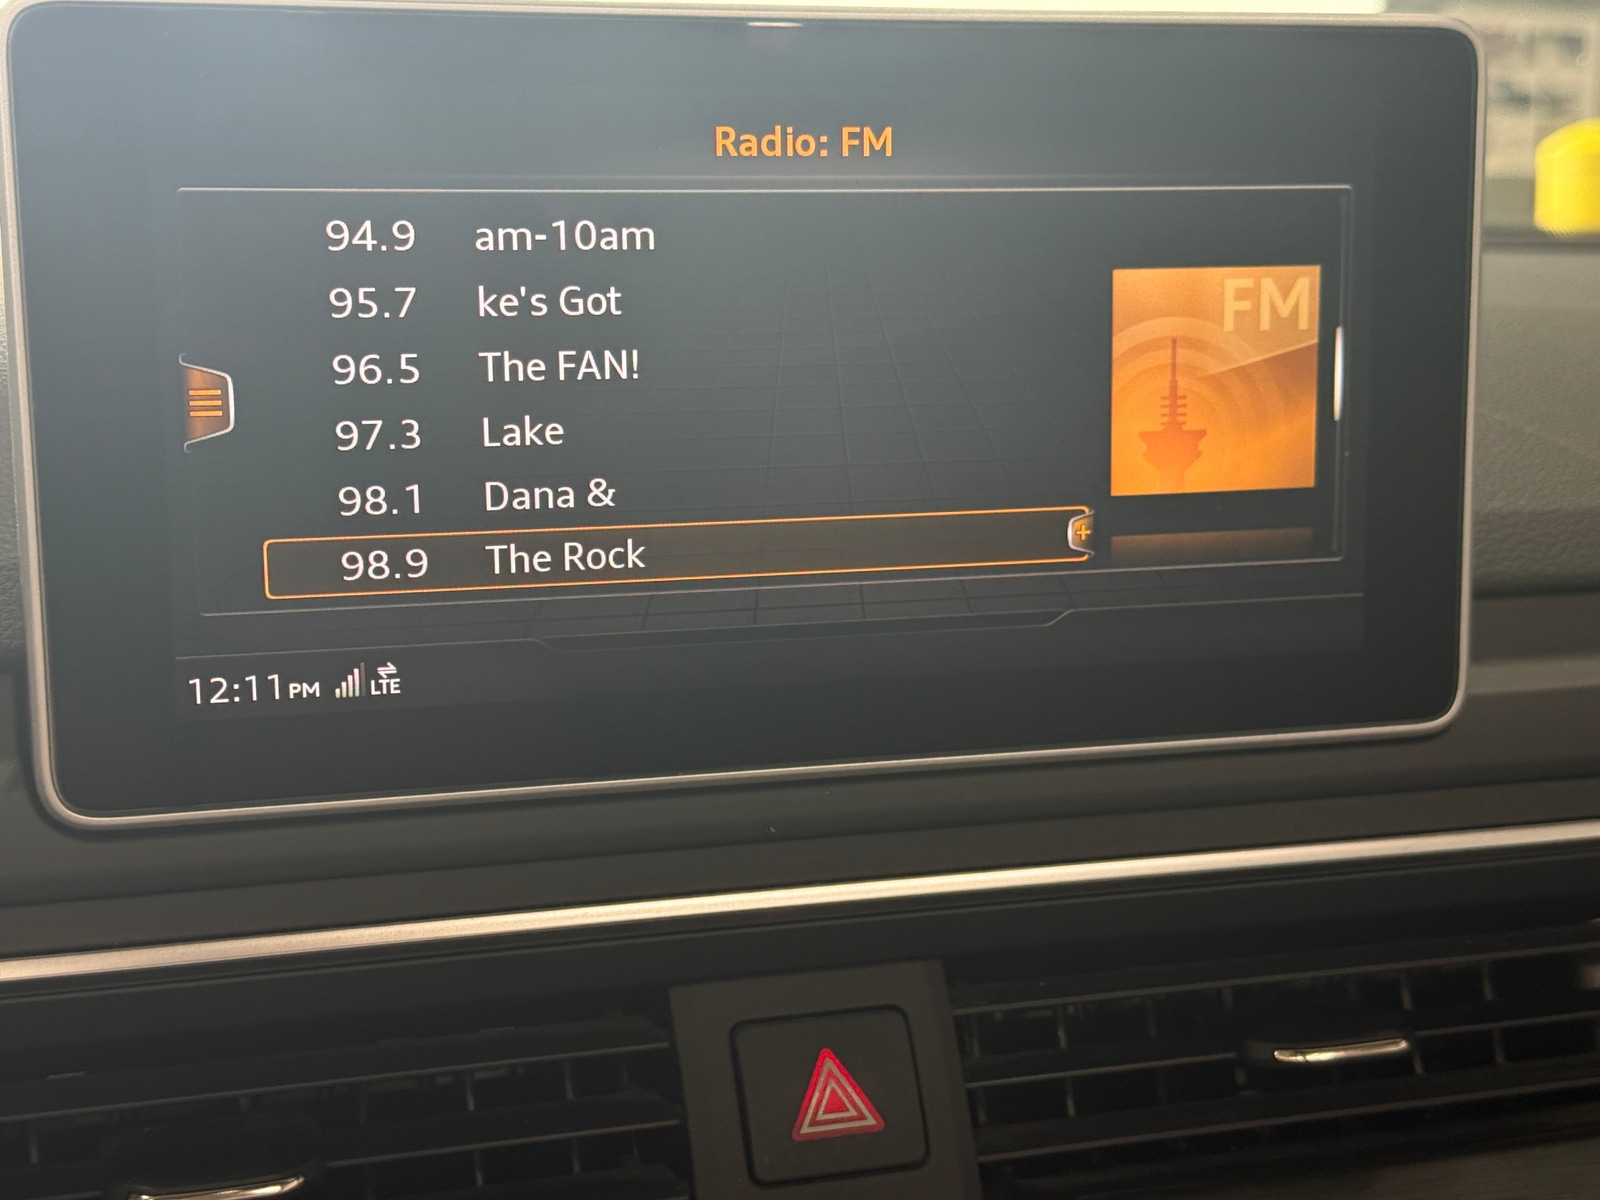 Radio: FM
94.9 am-10am
95.7 ke's Got
96.5 The FAN!
97.3 Lake
98.1 Dana &
98.9 The Rock
FM
12:11 PM LTE